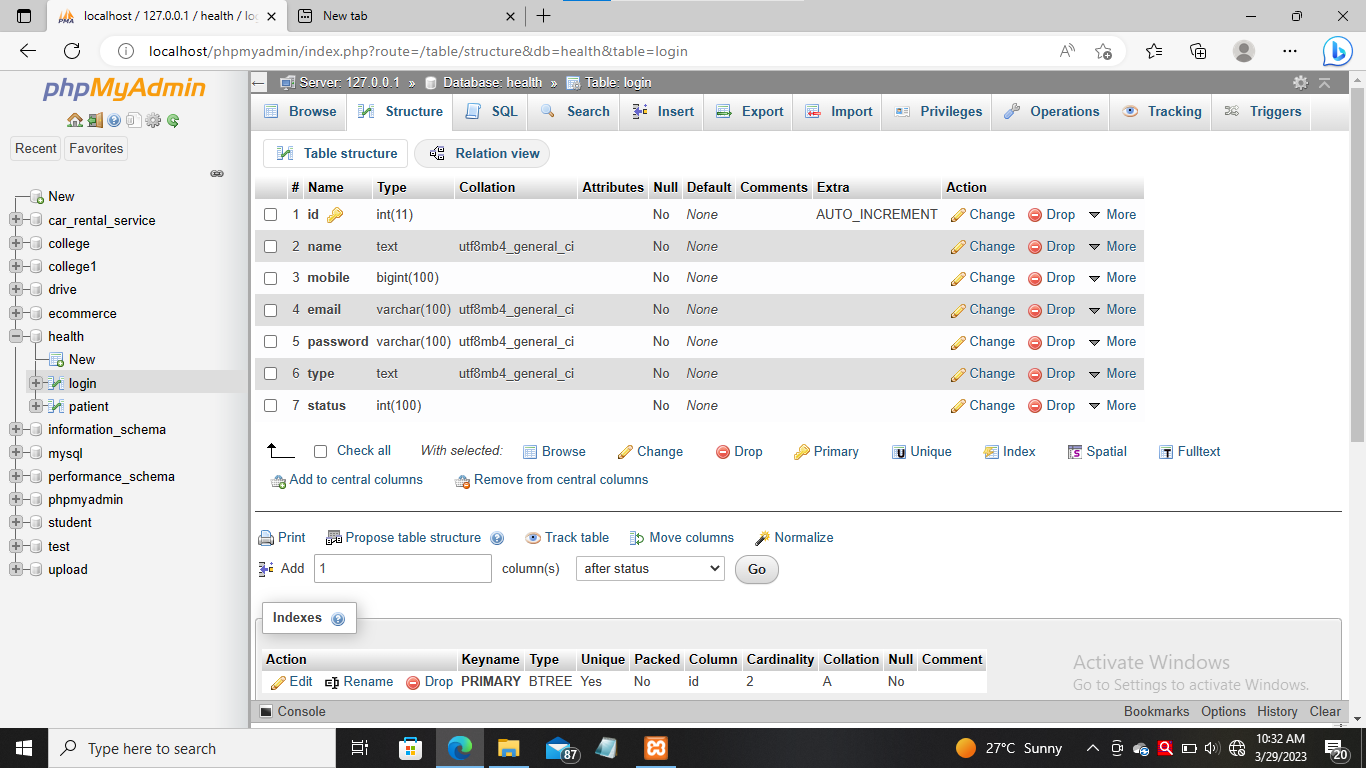 localhost / 127.0.0.1 / health / lo
New tab
localhost/phpmyadmin/index.php?route=/table/structure&db=health&table=login
phpMyAdmin
Server: 127.0.0.1 » Database: health » Table: login
Browse Structure SQL Search Insert Export Import Privileges Operations Tracking Triggers
Recent Favorites
Table structure Relation view
New
car_rental_service
college
college1
drive
ecommerce
health
New
login
patient
information_schema
mysql
performance_schema
phpmyadmin
student
test
upload
# Name Type Collation Attributes Null Default Comments Extra Action
1 id int(11) No None AUTO_INCREMENT Change Drop More
2 name text utf8mb4_general_ci No None Change Drop More
3 mobile bigint(100) No None Change Drop More
4 email varchar(100) utf8mb4_general_ci No None Change Drop More
5 password varchar(100) utf8mb4_general_ci No None Change Drop More
6 type text utf8mb4_general_ci No None Change Drop More
7 status int(100) No None Change Drop More
Check all With selected: Browse Change Drop Primary Unique Index Spatial Fulltext
Add to central columns Remove from central columns
Print Propose table structure Track table Move columns Normalize
Add 1 column(s) after status Go
Indexes
Action Keyname Type Unique Packed Column Cardinality Collation Null Comment
Edit Rename Drop PRIMARY BTREE Yes No id 2 A No
Activate Windows
Go to Settings to activate Windows.
Console Bookmarks Options History Clear
Type here to search
87
27°C Sunny
10:32 AM
3/29/2023
20